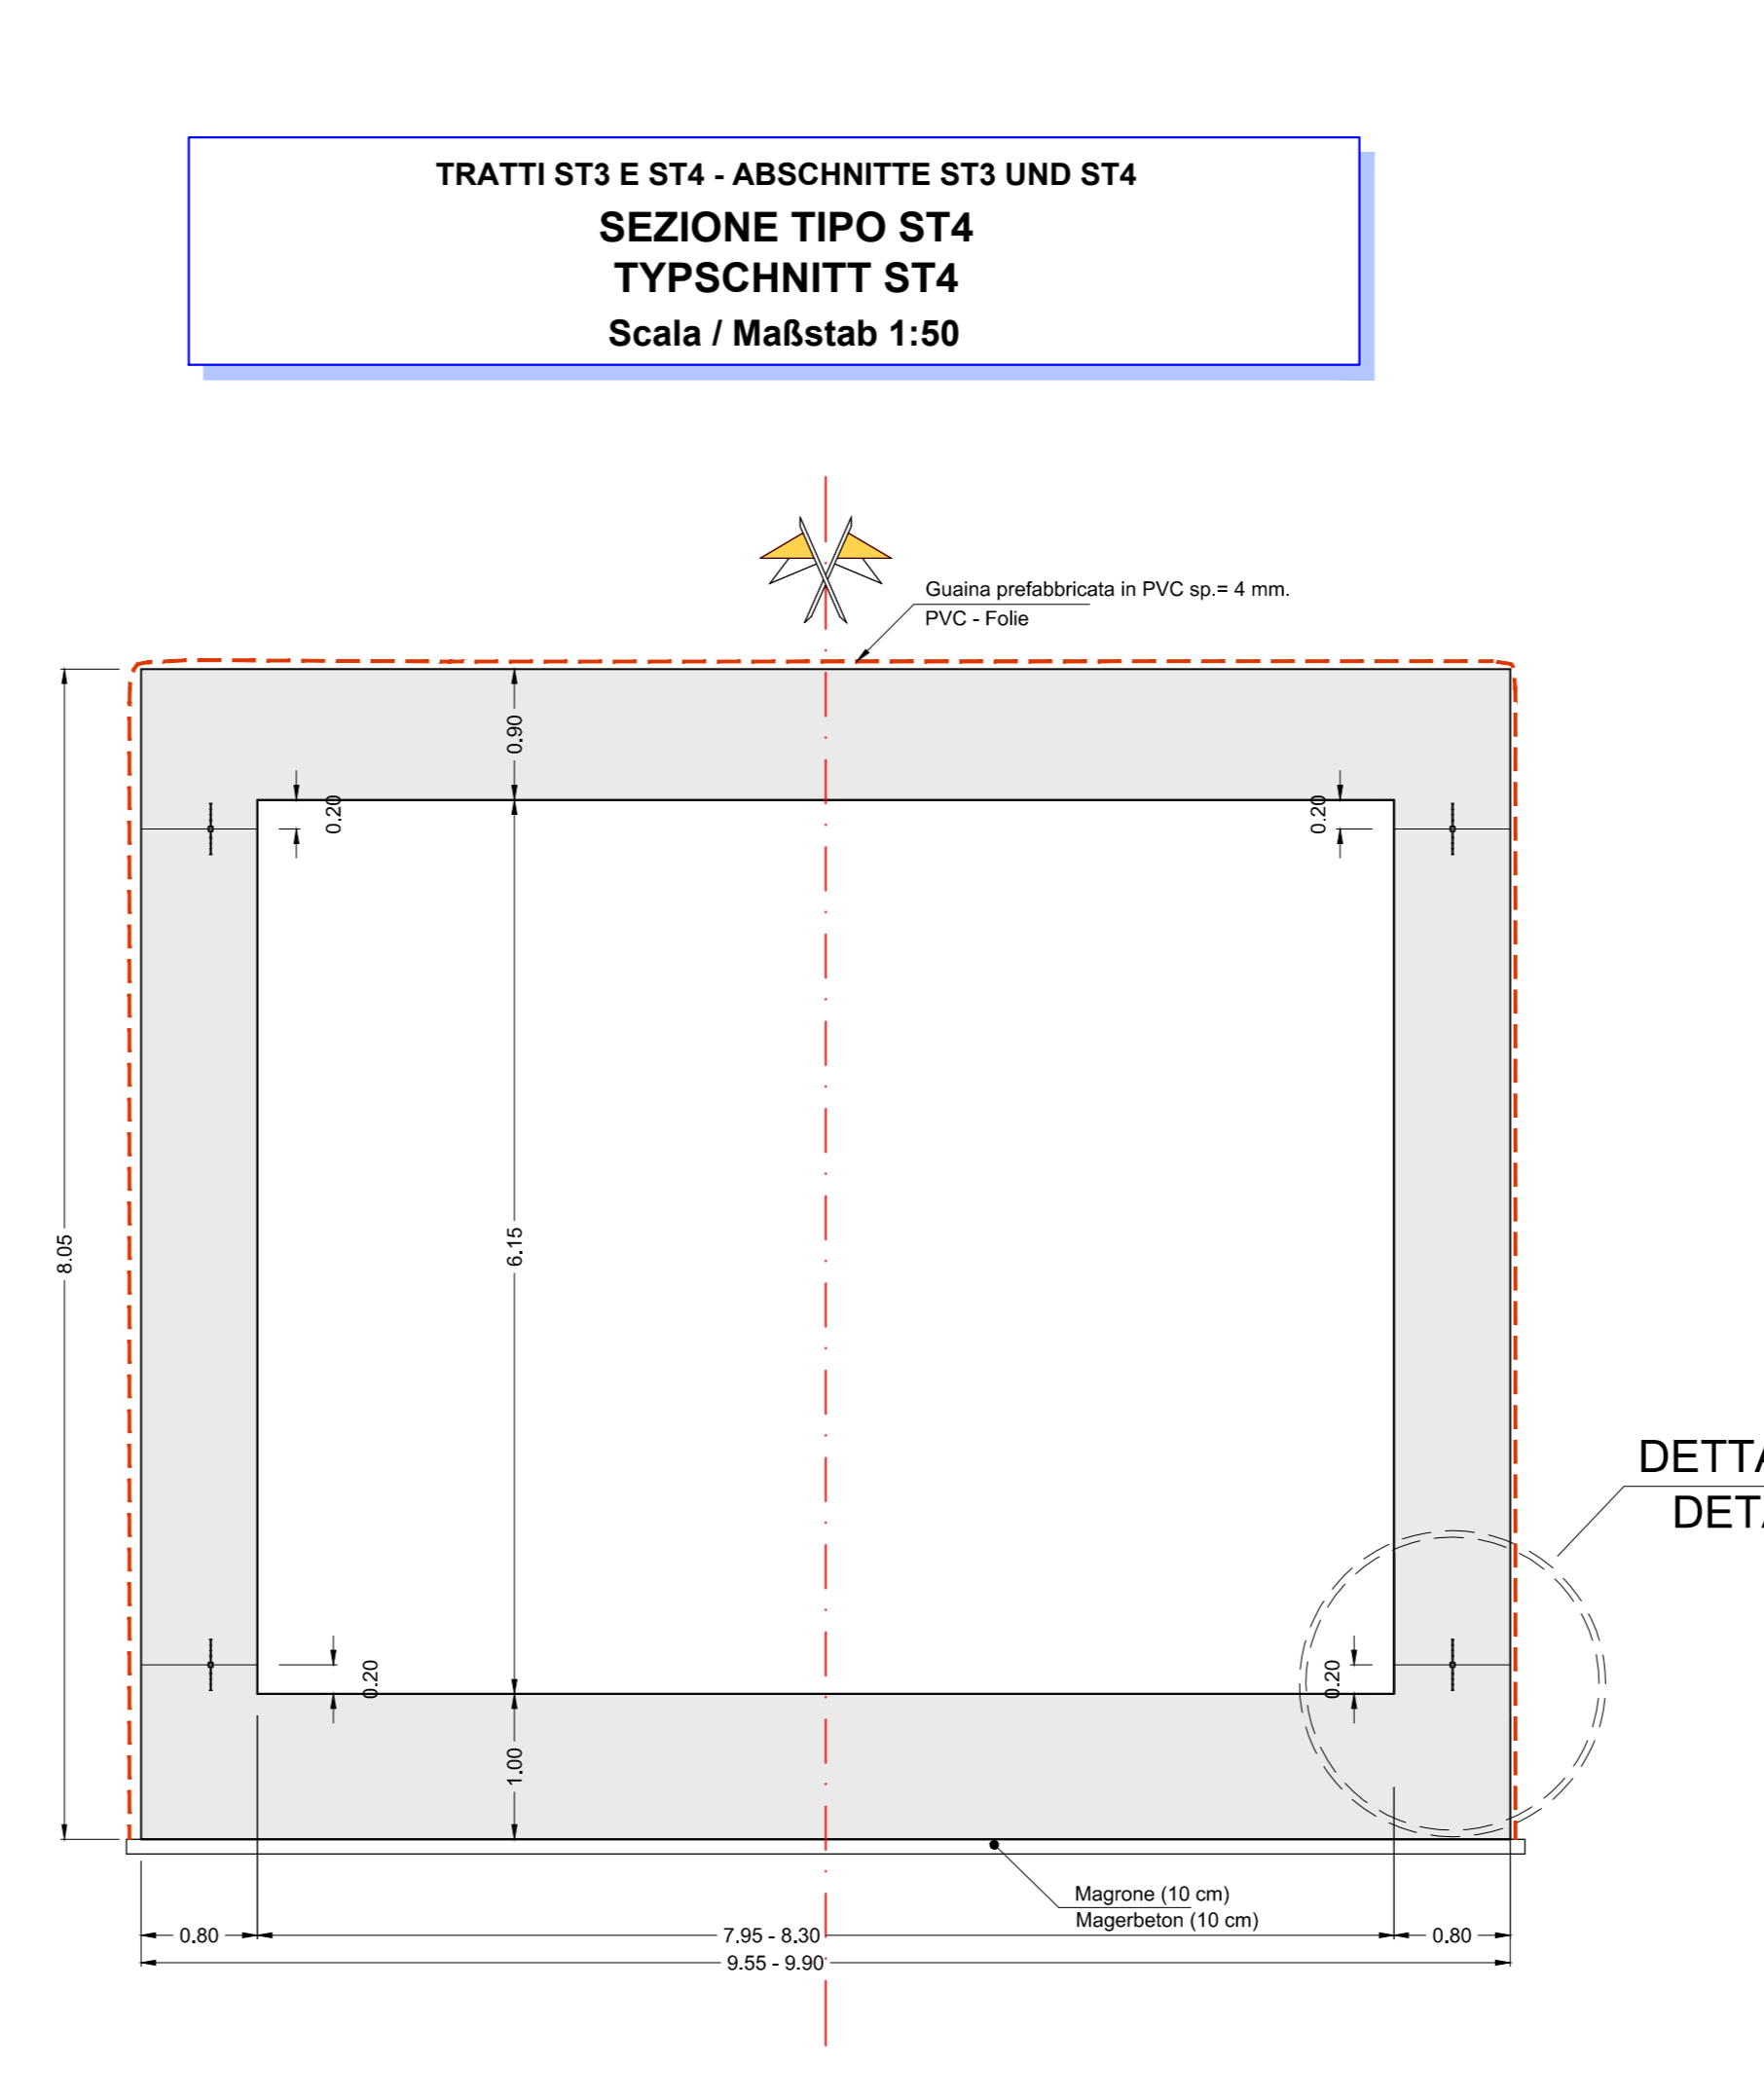 TRATTI ST3 E ST4 - ABSCHNITTE ST3 UND ST4
SEZIONE TIPO ST4
TYPSCHNITT ST4
Scala / Maßstab 1:50
Guaina prefabbricata in PVC sp.= 4 mm.
PVC - Folie
0.90
0.20
0.20
8.05
6.15
DETTA
DETA
0.20
0.20
1.00
Magrone (10 cm)
Magerbeton (10 cm)
0.80
7.95 - 8.30
0.80
9.55 - 9.90